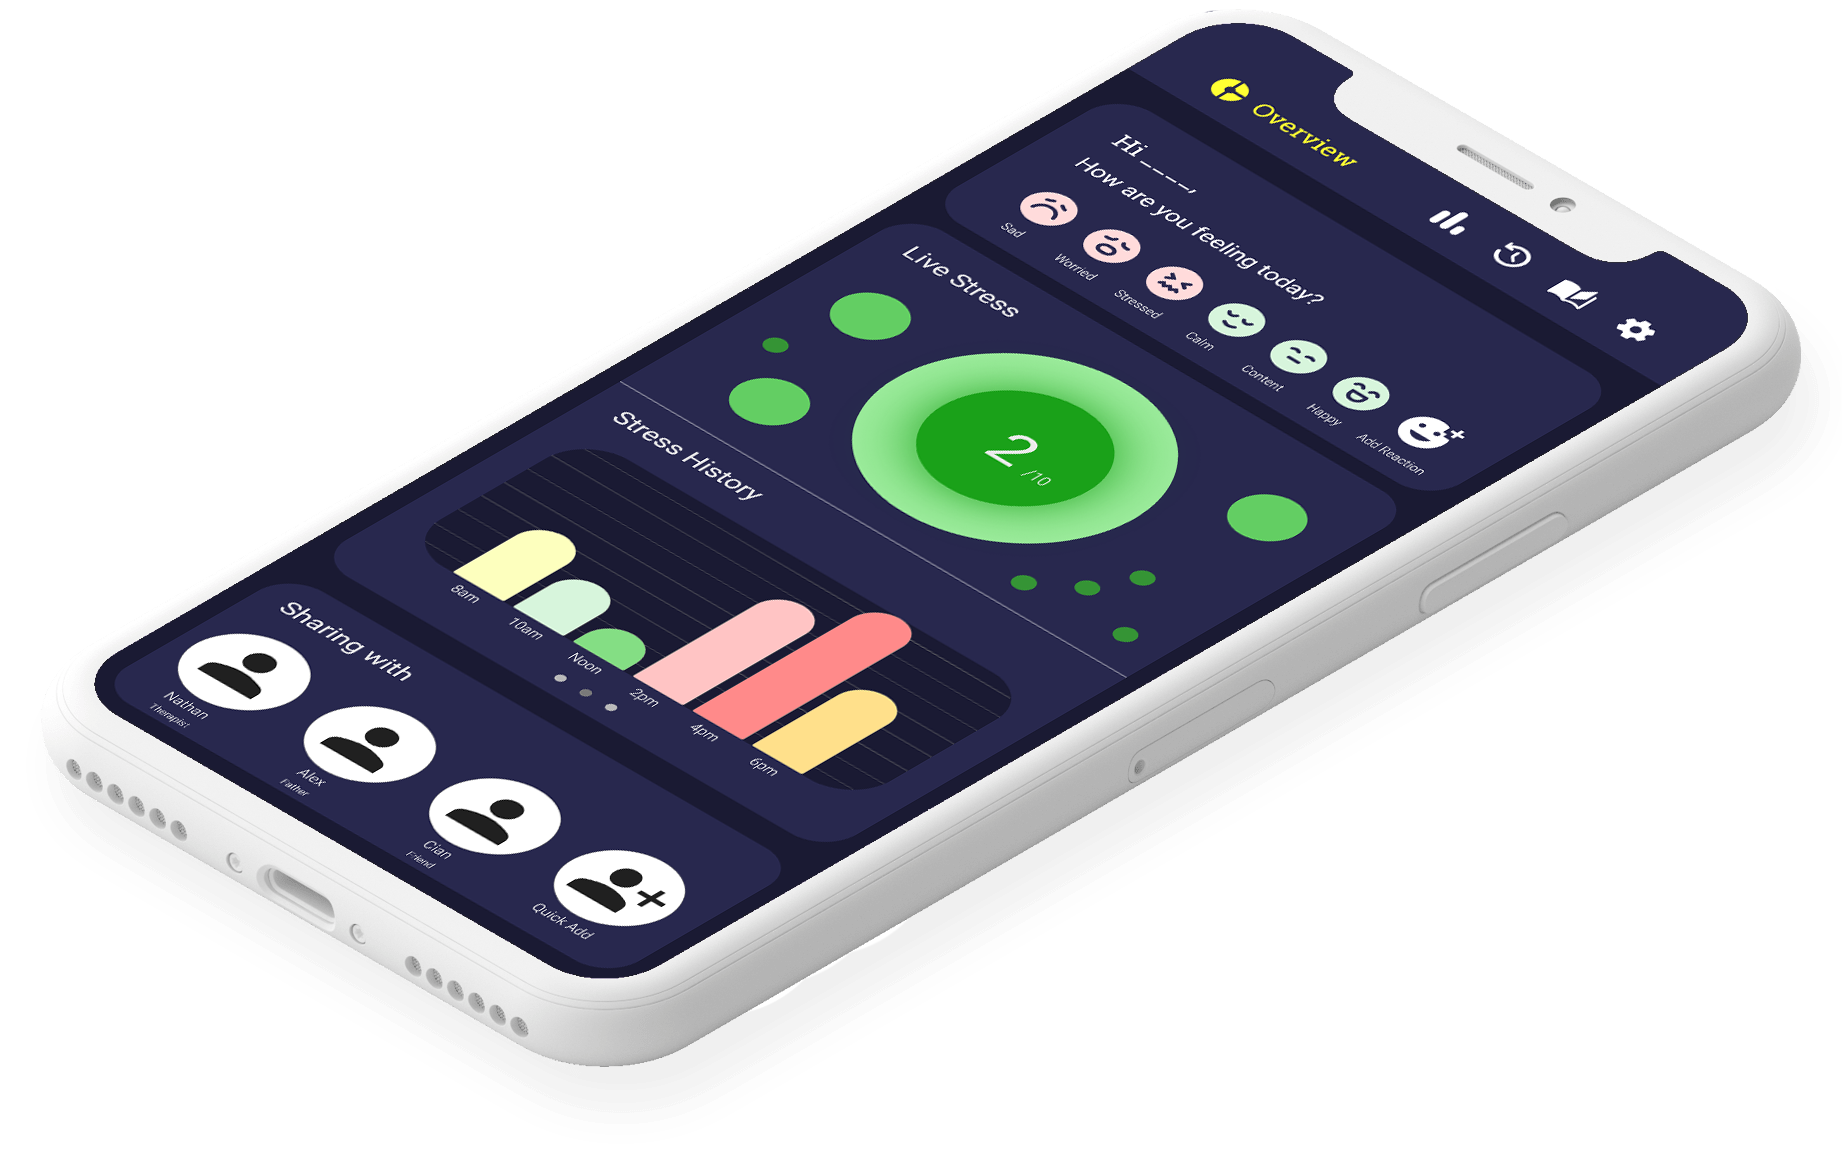 Overview
Hi ----,
How are you feeling today?
Sad
Worried
Stressed
Calm
Content
Happy
Add Reaction
Live Stress
2 /10
Stress History
8am
10am
Noon
2pm
4pm
6pm
Sharing with
Nathan
Therapist
Alex
Father
Cian
Friend
Quick Add